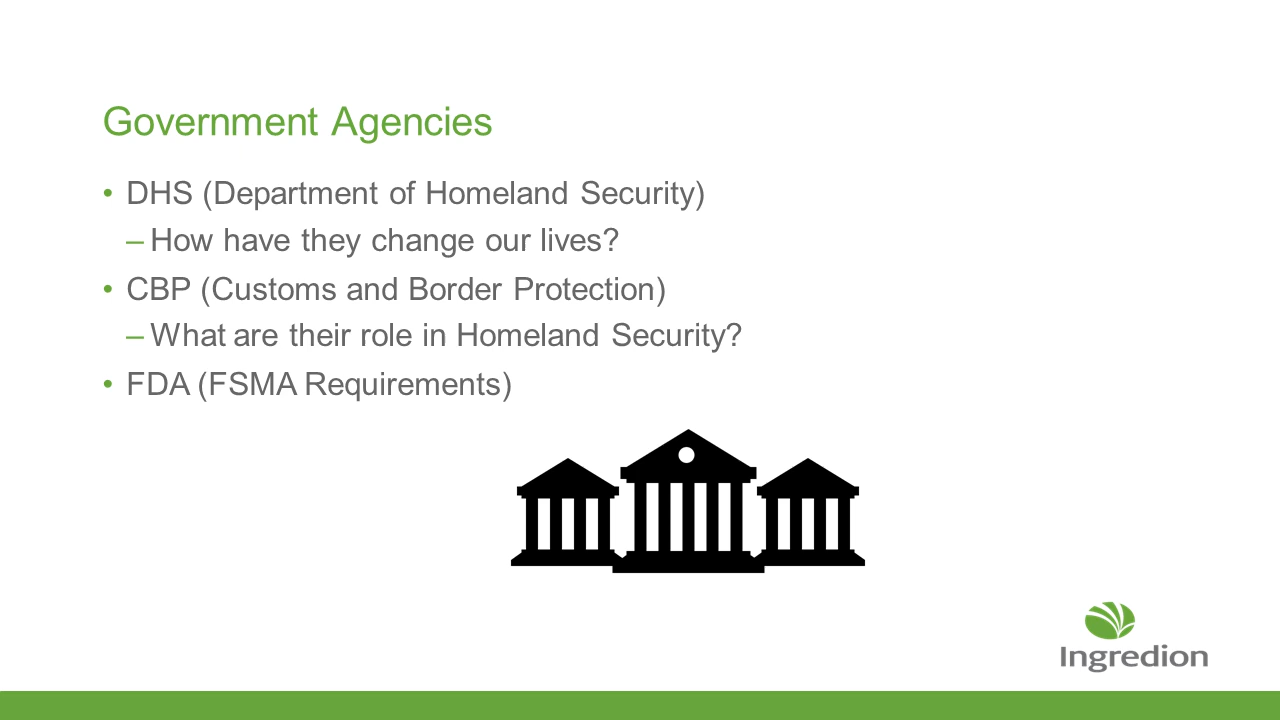 Government Agencies
• DHS (Department of Homeland Security)
– How have they change our lives?
• CBP (Customs and Border Protection)
– What are their role in Homeland Security?
• FDA (FSMA Requirements)
Ingredion